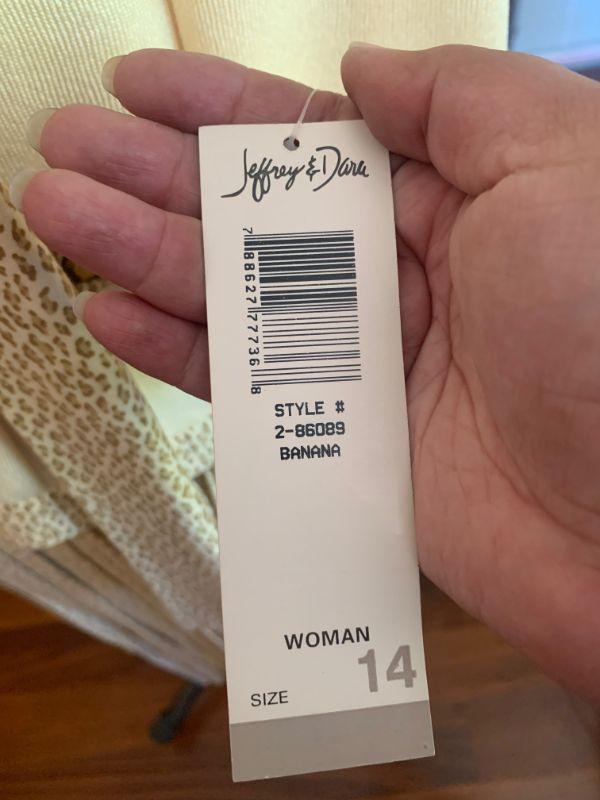 Jeffrey & Dara
7 88627 77736 8
STYLE #
2-86089
BANANA
WOMAN
14
SIZE